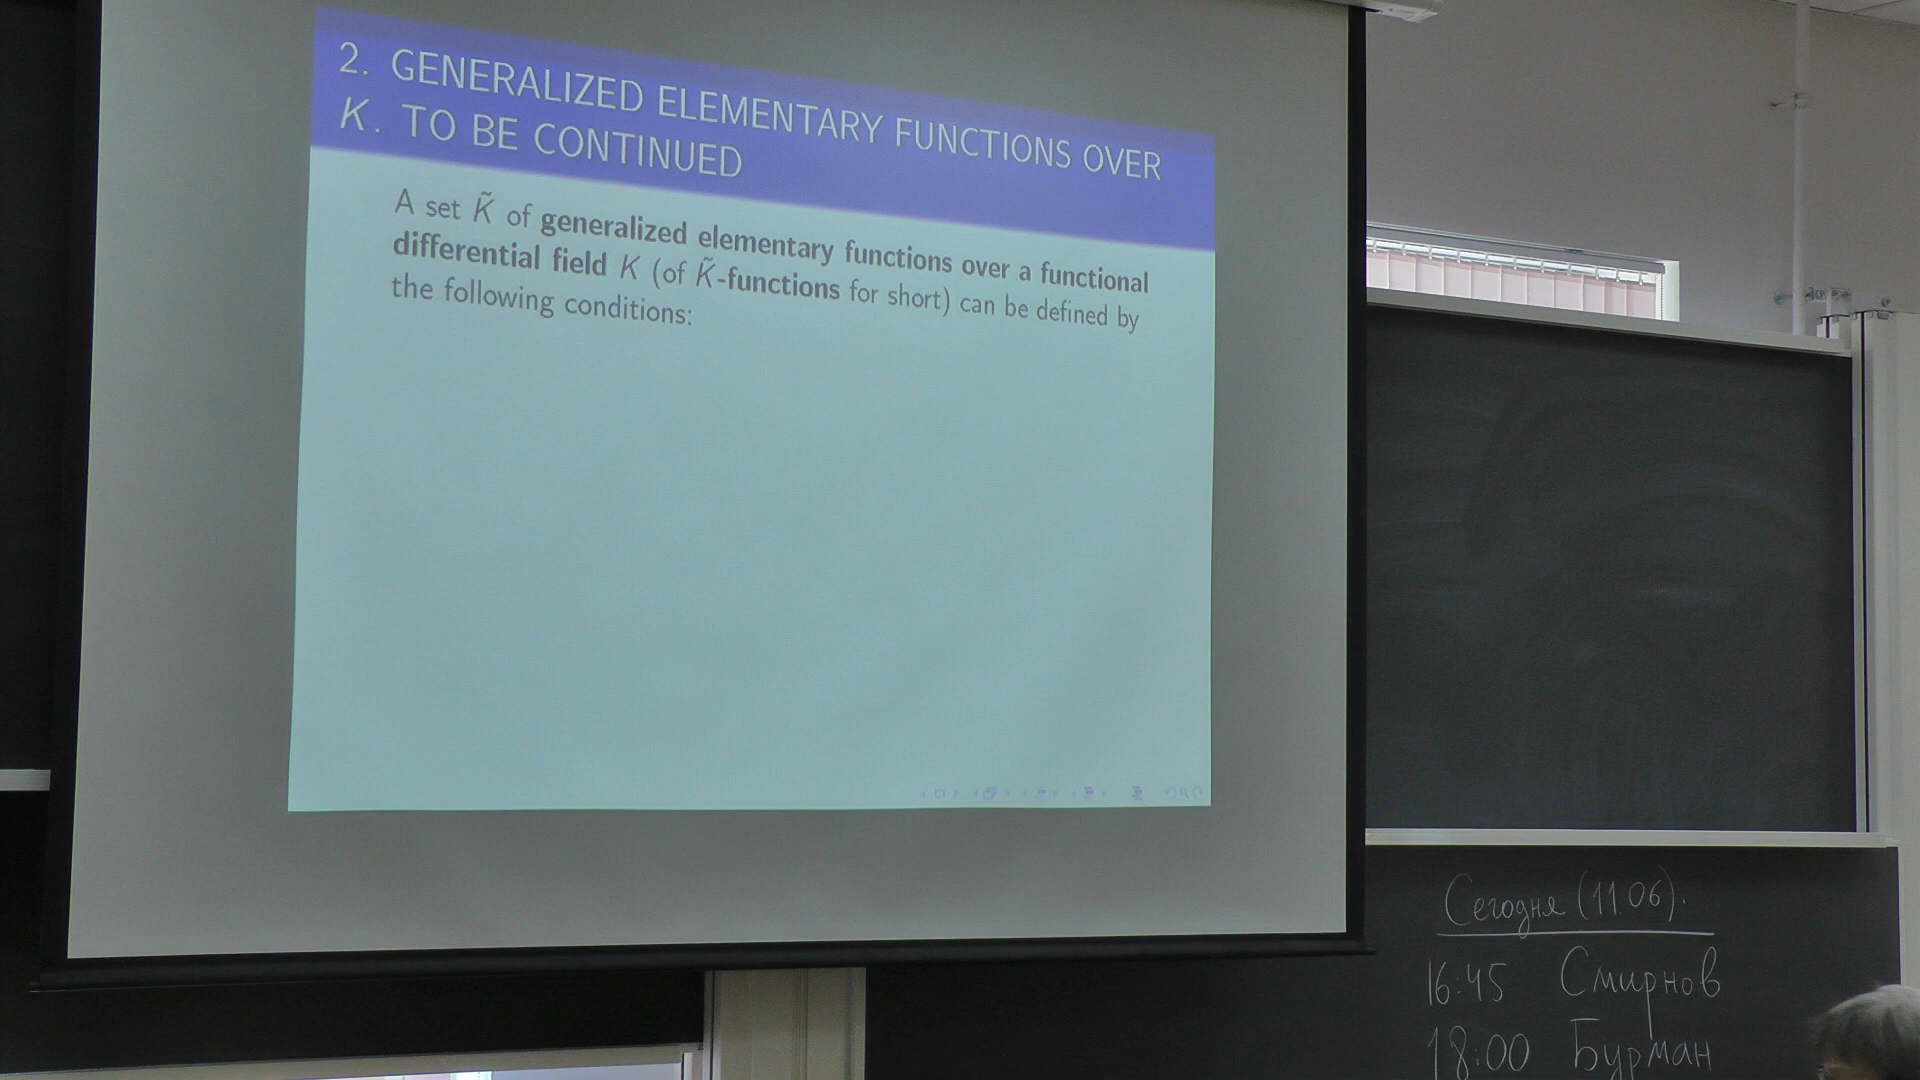 2. GENERALIZED ELEMENTARY FUNCTIONS OVER
K. TO BE CONTINUED
A set K̃ of generalized elementary functions over a functional
differential field K (of K̃-functions for short) can be defined by
the following conditions:
Сегодня (11.06).
16:45 Смирнов
18:00 Бурман